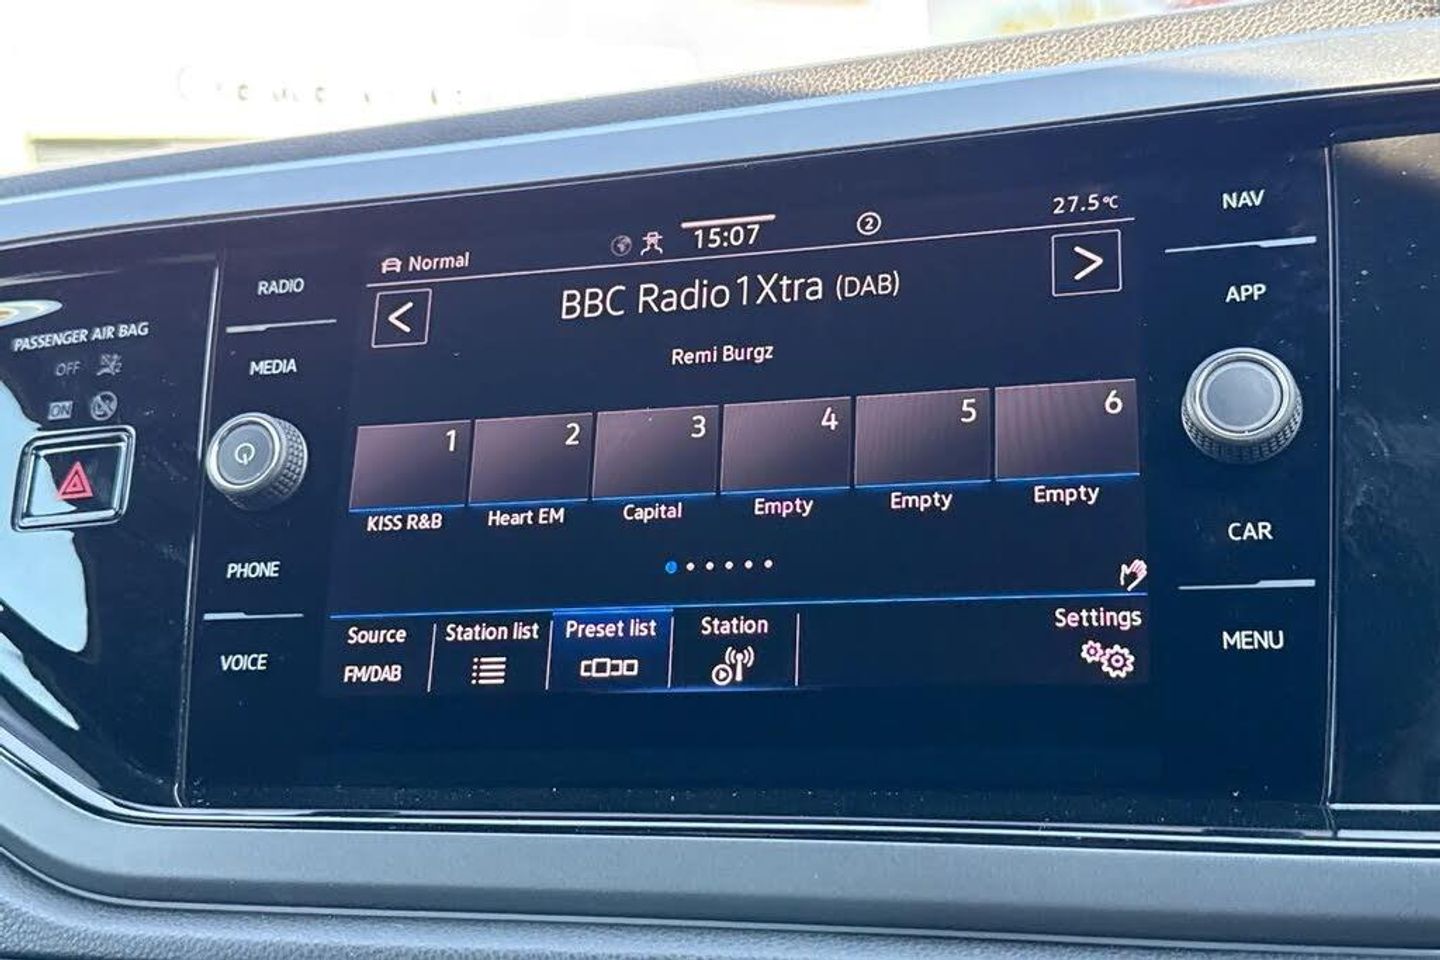 PASSENGER AIR BAG
OFF
ON
RADIO
MEDIA
PHONE
VOICE
Normal
15:07
2
27.5°C
<
BBC Radio 1Xtra (DAB)
>
Remi Burgz
1
2
3
4
5
6
KISS R&B
Heart EM
Capital
Empty
Empty
Empty
Source
FM/DAB
Station list
Preset list
Station
Settings
NAV
APP
CAR
MENU